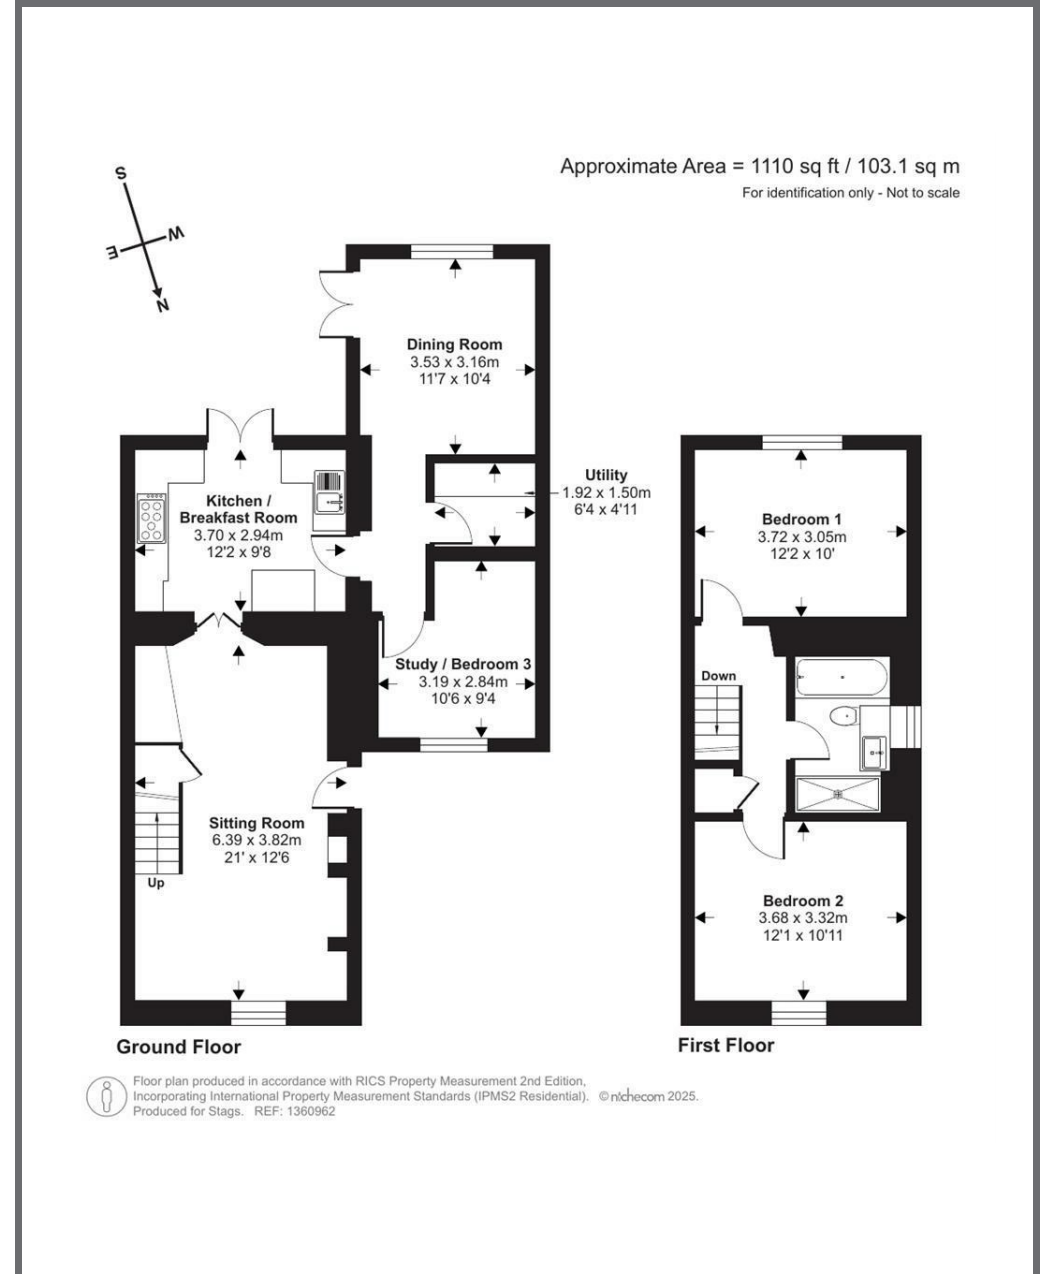 Approximate Area = 1110 sq ft / 103.1 sq m
For identification only - Not to scale
S
W
E
N
Dining Room
3.53 x 3.16m
11'7 x 10'4
Utility
1.92 x 1.50m
6'4 x 4'11
Kitchen /
Breakfast Room
3.70 x 2.94m
12'2 x 9'8
Study / Bedroom 3
3.19 x 2.84m
10'6 x 9'4
Sitting Room
6.39 x 3.82m
21' x 12'6
Up
Ground Floor
Bedroom 1
3.72 x 3.05m
12'2 x 10'
Down
Bedroom 2
3.68 x 3.32m
12'1 x 10'11
First Floor
Floor plan produced in accordance with RICS Property Measurement 2nd Edition,
Incorporating International Property Measurement Standards (IPMS2 Residential). © nichecom 2025.
Produced for Stags. REF: 1360962